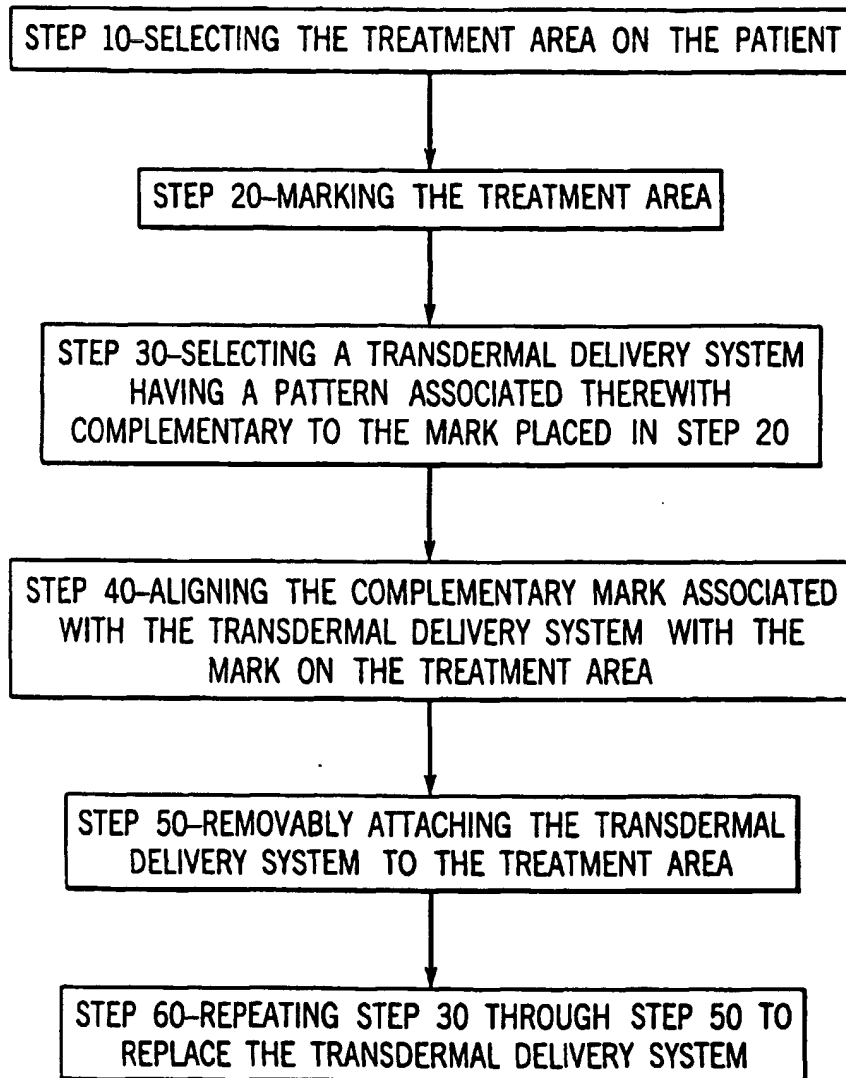 STEP 10–SELECTING THE TREATMENT AREA ON THE PATIENT
STEP 20–MARKING THE TREATMENT AREA
STEP 30–SELECTING A TRANSDERMAL DELIVERY SYSTEM
HAVING A PATTERN ASSOCIATED THEREWITH
COMPLEMENTARY TO THE MARK PLACED IN STEP 20
STEP 40–ALIGNING THE COMPLEMENTARY MARK ASSOCIATED
WITH THE TRANSDERMAL DELIVERY SYSTEM WITH THE
MARK ON THE TREATMENT AREA
STEP 50–REMOVABLY ATTACHING THE TRANSDERMAL
DELIVERY SYSTEM TO THE TREATMENT AREA
STEP 60–REPEATING STEP 30 THROUGH STEP 50 TO
REPLACE THE TRANSDERMAL DELIVERY SYSTEM